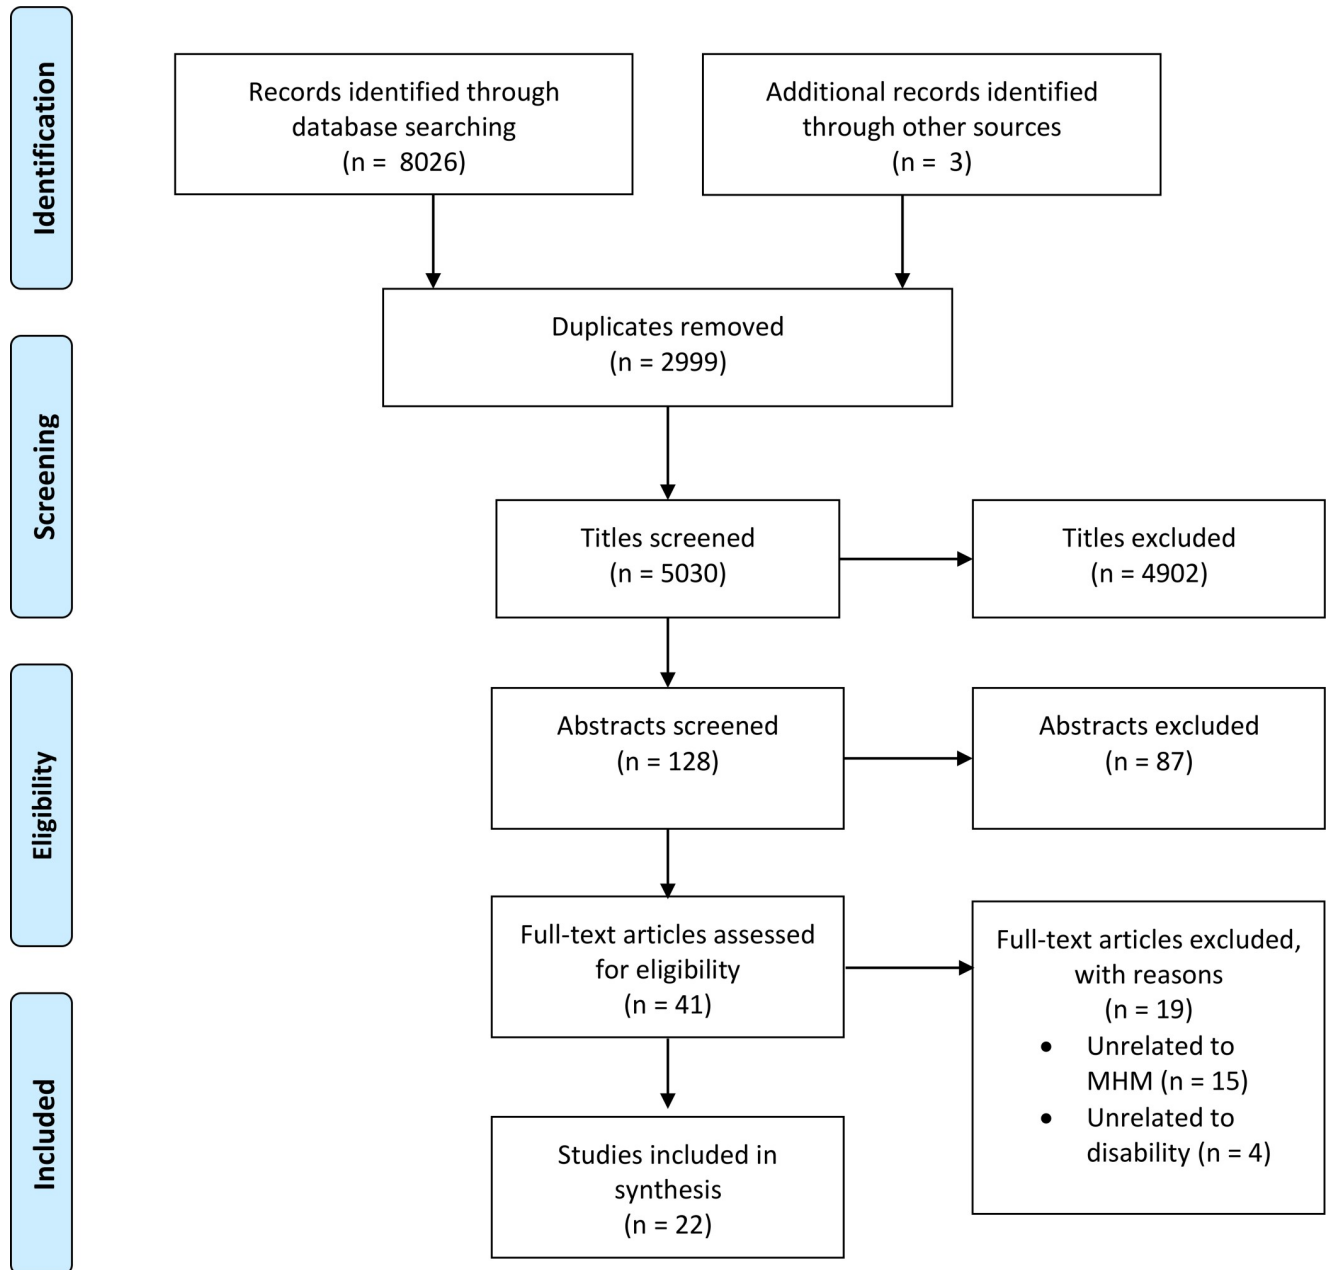 Identification
Records identified through
database searching
(n = 8026)
Additional records identified
through other sources
(n = 3)
Duplicates removed
(n = 2999)
Screening
Titles screened
(n = 5030)
Titles excluded
(n = 4902)
Eligibility
Abstracts screened
(n = 128)
Abstracts excluded
(n = 87)
Full-text articles assessed
for eligibility
(n = 41)
Full-text articles excluded,
with reasons
(n = 19)
• Unrelated to
MHM (n = 15)
• Unrelated to
disability (n = 4)
Included
Studies included in
synthesis
(n = 22)